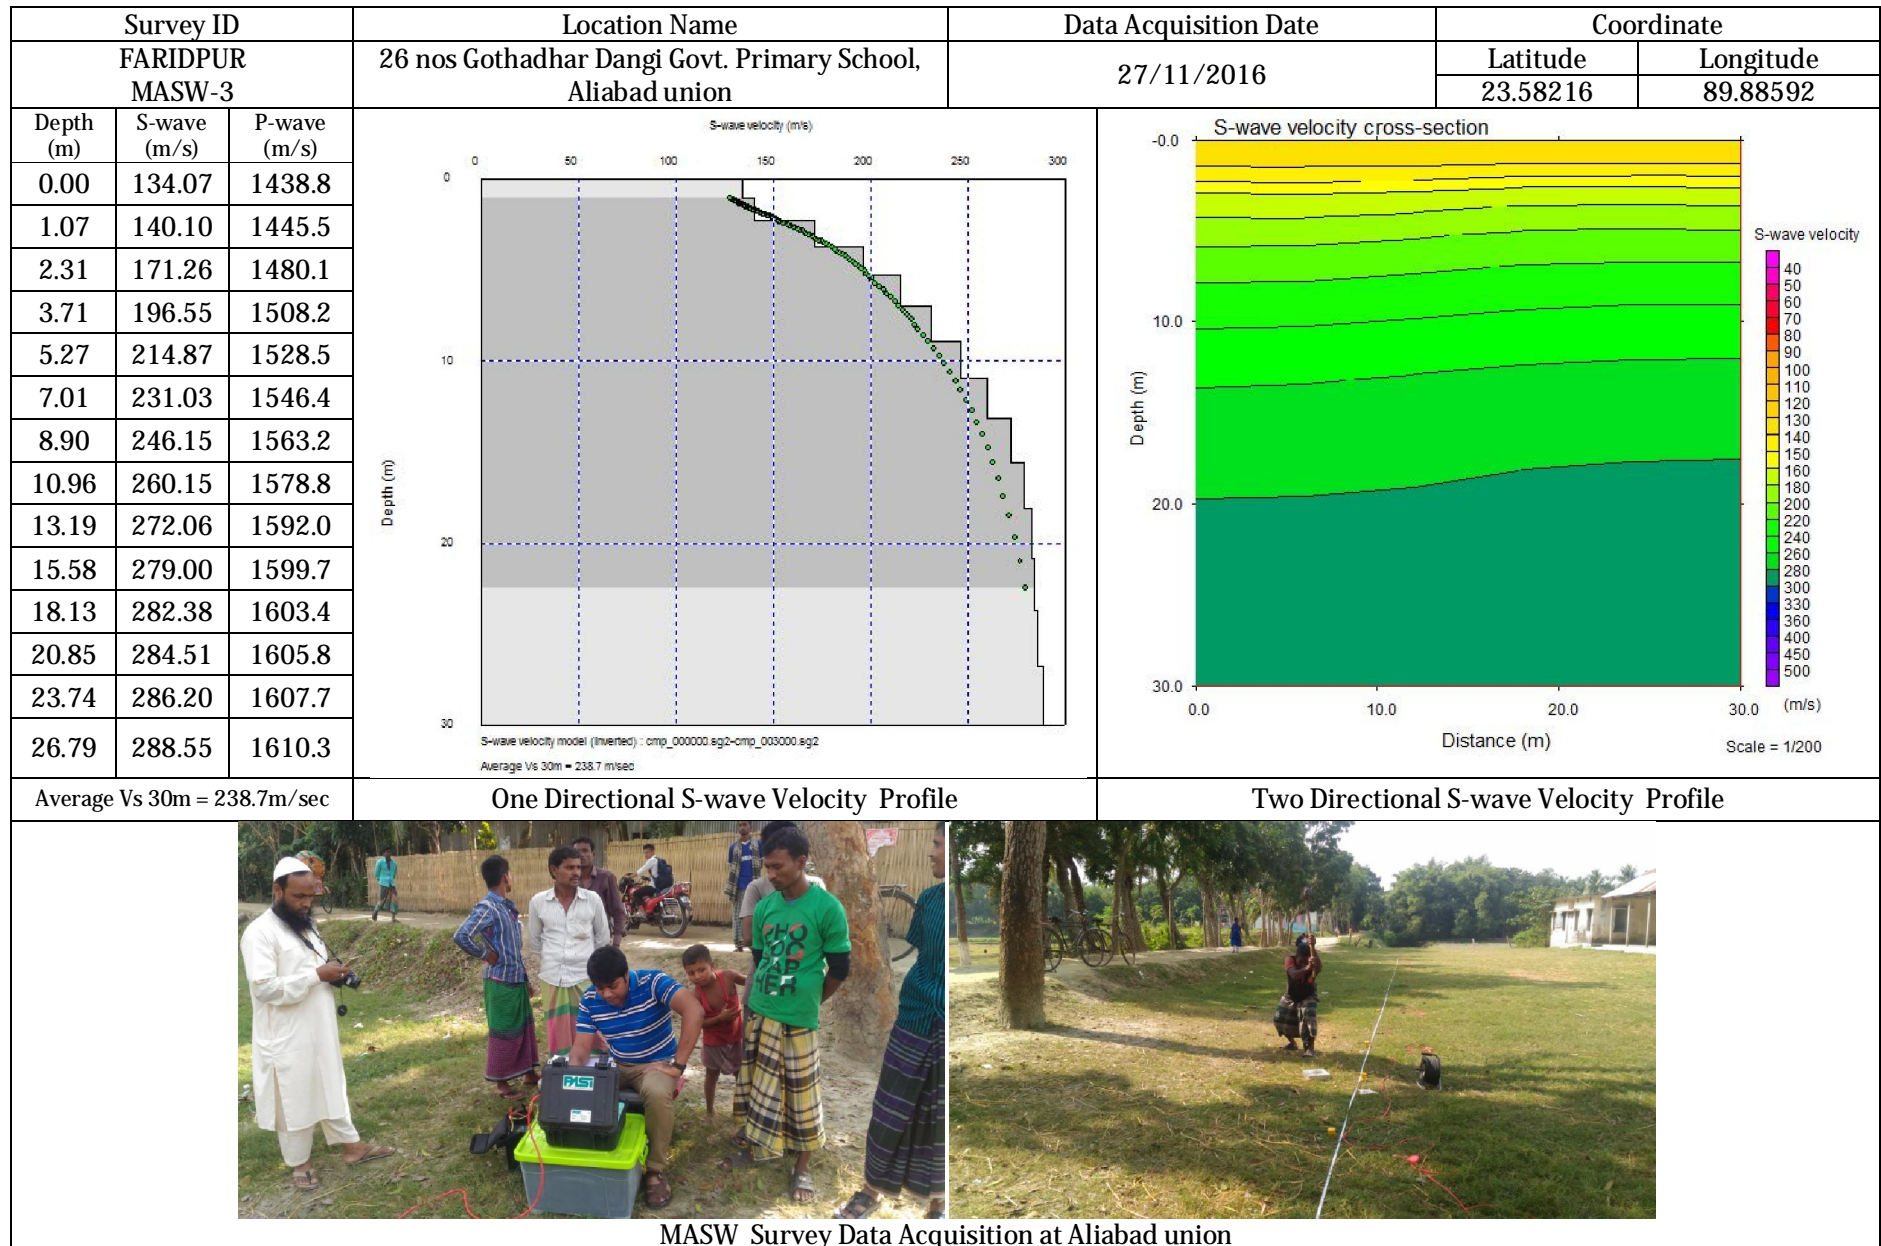 Survey ID
Location Name
Data Acquisition Date
Coordinate
FARIDPUR
MASW-3
26 nos Gothadhar Dangi Govt. Primary School,
Aliabad union
27/11/2016
Latitude
Longitude
23.58216
89.88592
Depth (m) S-wave (m/s) P-wave (m/s)
0.00 134.07 1438.8
1.07 140.10 1445.5
2.31 171.26 1480.1
3.71 196.55 1508.2
5.27 214.87 1528.5
7.01 231.03 1546.4
8.90 246.15 1563.2
10.96 260.15 1578.8
13.19 272.06 1592.0
15.58 279.00 1599.7
18.13 282.38 1603.4
20.85 284.51 1605.8
23.74 286.20 1607.7
26.79 288.55 1610.3
S-wave velocity (m/s)
0 50 100 150 200 250 300
0
10
20
30
Depth (m)
S-wave velocity model (inverted) : cmp_000000.sg2-cmp_003000.sg2
Average Vs 30m = 238.7 m/sec
S-wave velocity cross-section
-0.0
10.0
20.0
30.0
Depth (m)
0.0 10.0 20.0 30.0
Distance (m)
S-wave velocity
40
50
60
70
80
90
100
110
120
130
140
150
160
180
200
220
240
260
280
300
330
360
400
450
500
(m/s)
Scale = 1/200
Average Vs 30m = 238.7m/sec
One Directional S-wave Velocity Profile
Two Directional S-wave Velocity Profile
PHO
TOG
RAP
HER
PASI
MASW Survey Data Acquisition at Aliabad union